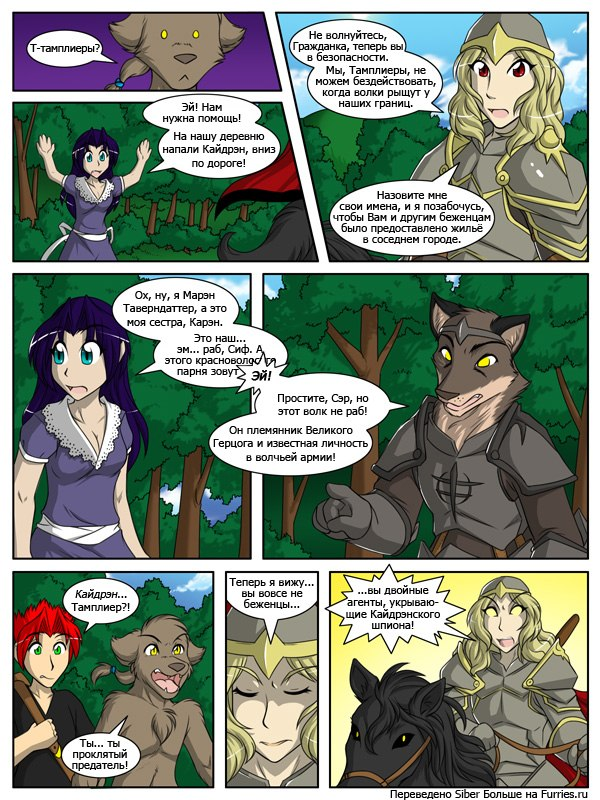 Т-тамплиеры?
Эй! Нам
нужна помощь!
На нашу деревню
напали Кайдрэн, вниз
по дороге!
Не волнуйтесь,
Гражданка, теперь вы
в безопасности.
Мы, Тамплиеры, не
можем бездействовать,
когда волки рыщут у
наших границ.
Назовите мне
свои имена, и я позабочусь,
чтобы Вам и другим беженцам
было предоставлено жильё
в соседнем городе.
Ох, ну, я Марэн
Таверндаттер, а это
моя сестра, Карэн.
Это наш...
эм... раб, Сиф. А
этого
парня зовут
Эй!
Простите, Сэр, но
этот волк не раб!
Он племянник Великого
Герцога и известная личность
в волчьей армии!
Кайдрэн...
Тамплиер?!
Ты... ты
проклятый
предатель!
Теперь я вижу...
вы вовсе не
беженцы...
...вы двойные
агенты, укрываю-
щие Кайдрэнского
шпиона!
Переведено Siber Больше на Furries.ru